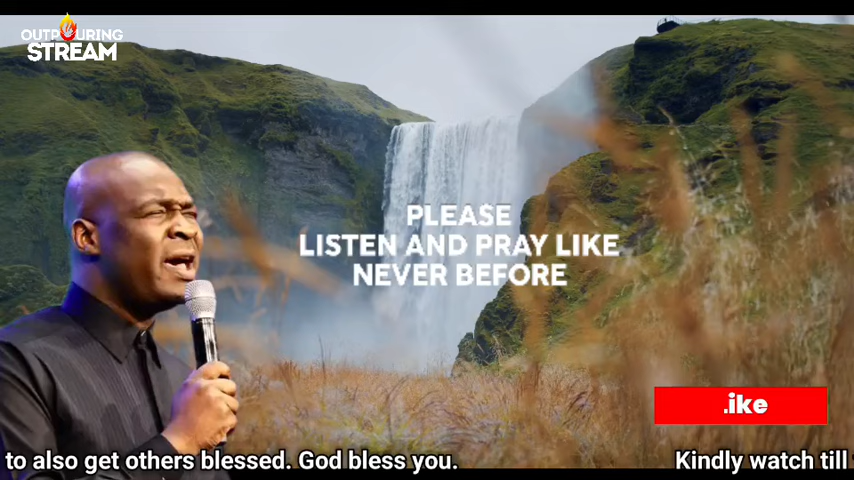 OUTPOURING
STREAM
PLEASE
LISTEN AND PRAY LIKE
NEVER BEFORE
.ike
to also get others blessed. God bless you.
Kindly watch till